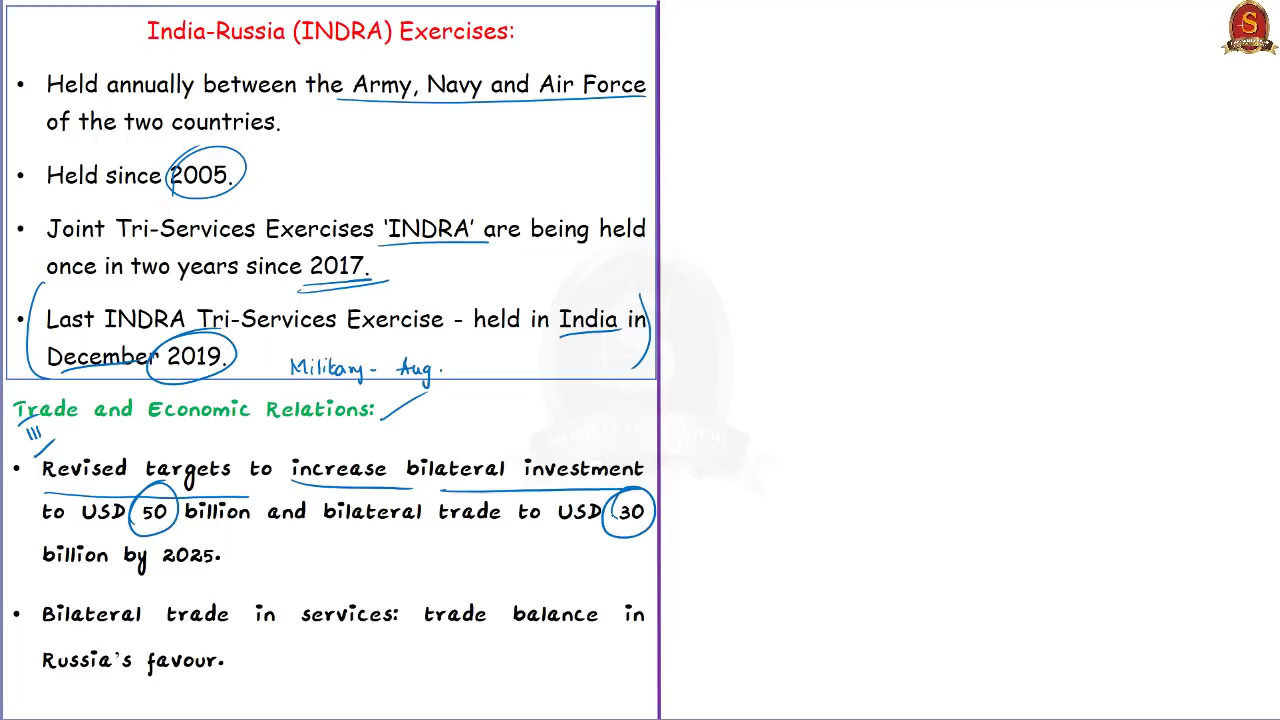 India-Russia (INDRA) Exercises:
• Held annually between the Army, Navy and Air Force
of the two countries.
• Held since 2005.
• Joint Tri-Services Exercises ‘INDRA’ are being held
once in two years since 2017.
• Last INDRA Tri-Services Exercise - held in India in
December 2019.
Military - Aug.
Trade and Economic Relations:
• Revised targets to increase bilateral investment
to USD 50 billion and bilateral trade to USD 30
billion by 2025.
• Bilateral trade in services: trade balance in
Russia's favour.